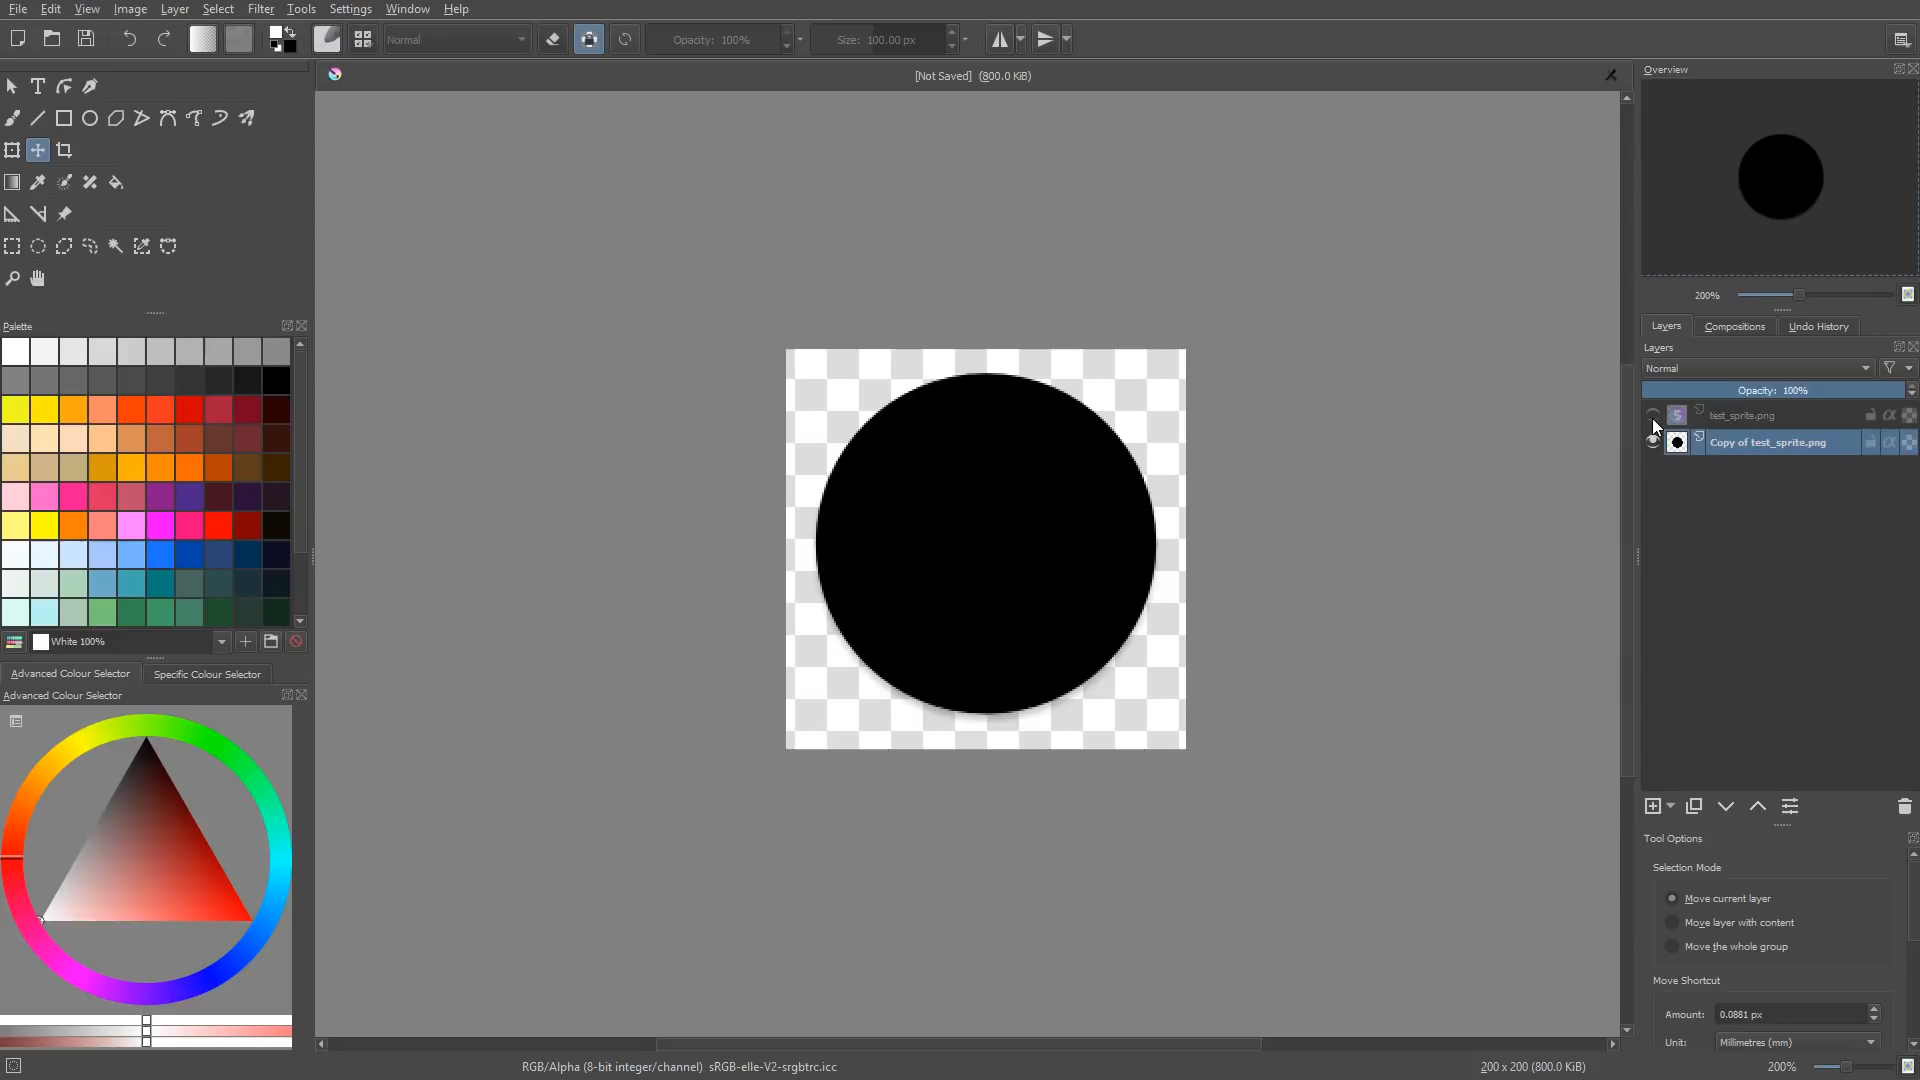 File Edit View Image Layer Select Filter Tools Settings Window Help
Normal Opacity: 100% Size: 100.00 px
[Not Saved] (800.0 KiB)
Overview
200%
Layers Compositions Undo History
Layers
Normal
Opacity: 100%
test_sprite.png
Copy of test_sprite.png
Palette
White 100%
Advanced Colour Selector Specific Colour Selector
Advanced Colour Selector
Tool Options
Selection Mode
Move current layer
Move layer with content
Move the whole group
Move Shortcut
Amount: 0.0881 px
Unit: Millimetres (mm)
RGB/Alpha (8-bit integer/channel) sRGB-elle-V2-srgbtrc.icc
200 x 200 (800.0 KiB)
200%